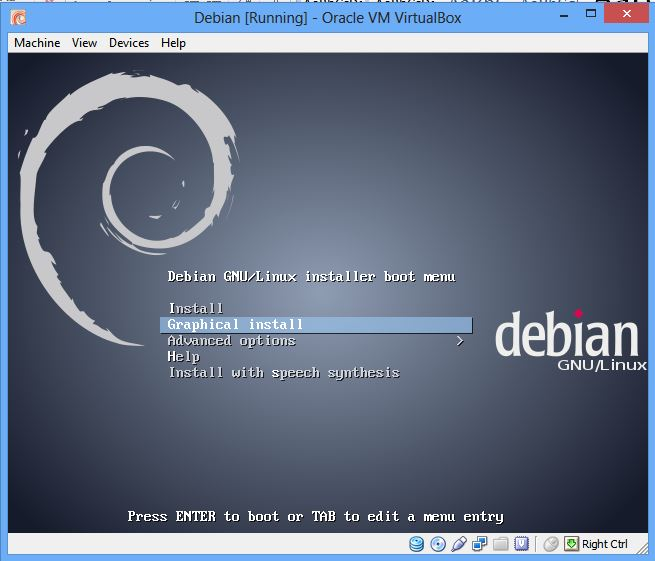 Debian [Running] - Oracle VM VirtualBox
Machine View Devices Help
Debian GNU/Linux installer boot menu
Install
Graphical install
Advanced options >
Help
Install with speech synthesis
debian
GNU/Linux
Press ENTER to boot or TAB to edit a menu entry
Right Ctrl